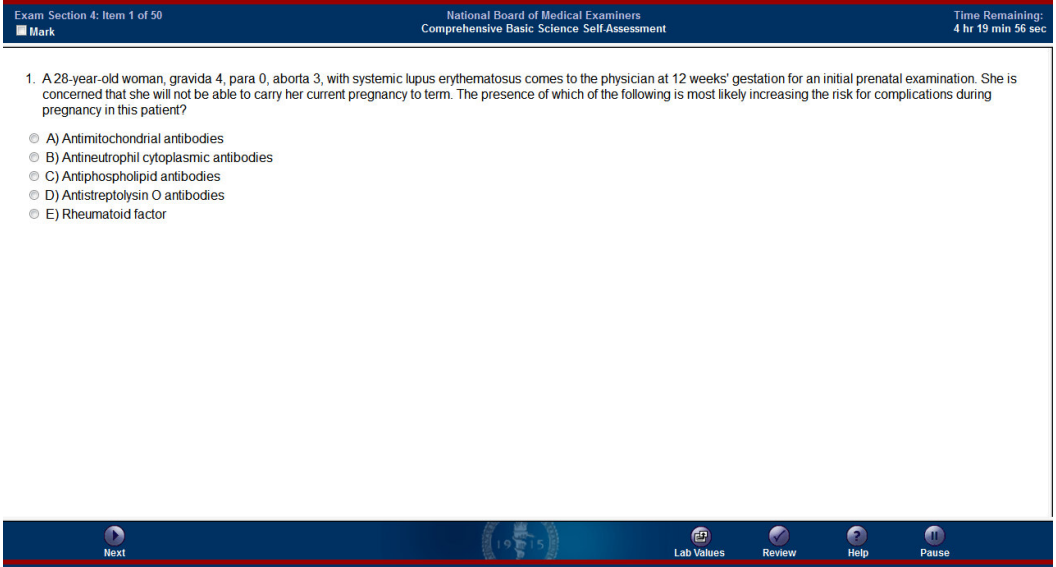 Exam Section 4: Item 1 of 50
National Board of Medical Examiners
Time Remaining:
Mark
Comprehensive Basic Science Self-Assessment
4 hr 19 min 56 sec
1. A 28-year-old woman, gravida 4, para 0, aborta 3, with systemic lupus erythematosus comes to the physician at 12 weeks' gestation for an initial prenatal examination. She is
concerned that she will not be able to carry her current pregnancy to term. The presence of which of the following is most likely increasing the risk for complications during
pregnancy in this patient?
A) Antimitochondrial antibodies
B) Antineutrophil cytoplasmic antibodies
C) Antiphospholipid antibodies
D) Antistreptolysin O antibodies
E) Rheumatoid factor
1915
Next
Lab Values
Review
Help
Pause